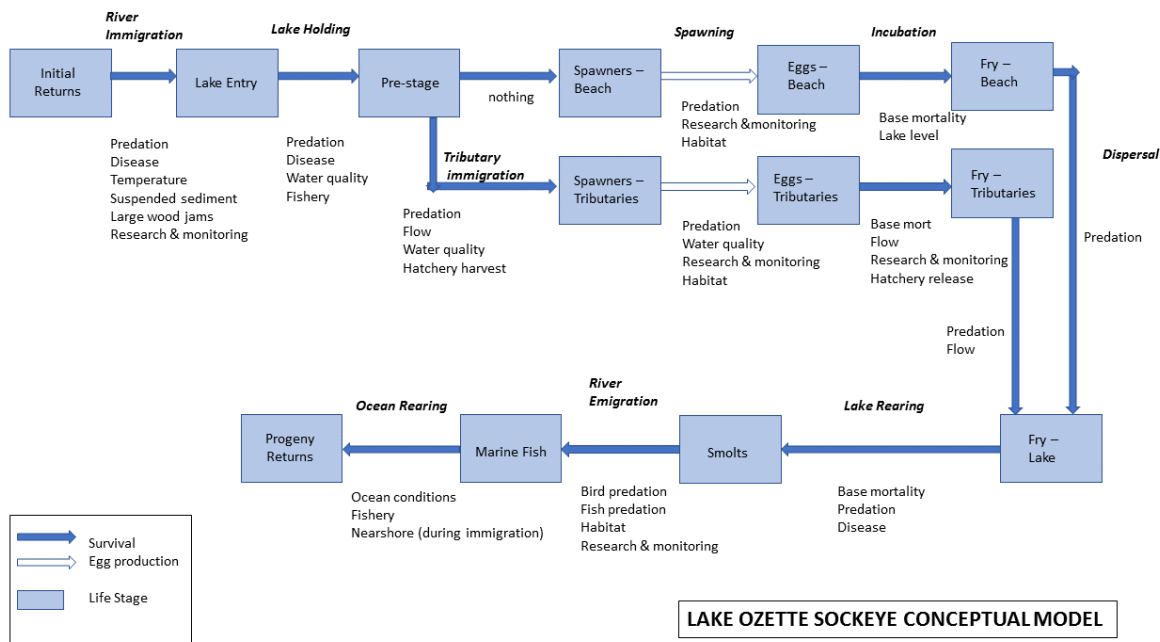 River
Immigration
Lake Holding
Spawning
Incubation
Initial
Returns
Lake Entry
Pre-stage
Spawners –
Beach
Eggs –
Beach
Fry –
Beach
nothing
Predation
Disease
Temperature
Suspended sediment
Large wood jams
Research & monitoring
Predation
Disease
Water quality
Fishery
Predation
Research &monitoring
Habitat
Base mortality
Lake level
Dispersal
Tributary
immigration
Spawners –
Tributaries
Eggs –
Tributaries
Fry –
Tributaries
Predation
Flow
Water quality
Hatchery harvest
Predation
Water quality
Research & monitoring
Habitat
Base mort
Flow
Research & monitoring
Hatchery release
Predation
Predation
Flow
Ocean Rearing
River
Emigration
Lake Rearing
Progeny
Returns
Marine Fish
Smolts
Fry –
Lake
Ocean conditions
Fishery
Nearshore (during immigration)
Bird predation
Fish predation
Habitat
Research & monitoring
Base mortality
Predation
Disease
Survival
Egg production
Life Stage
LAKE OZETTE SOCKEYE CONCEPTUAL MODEL